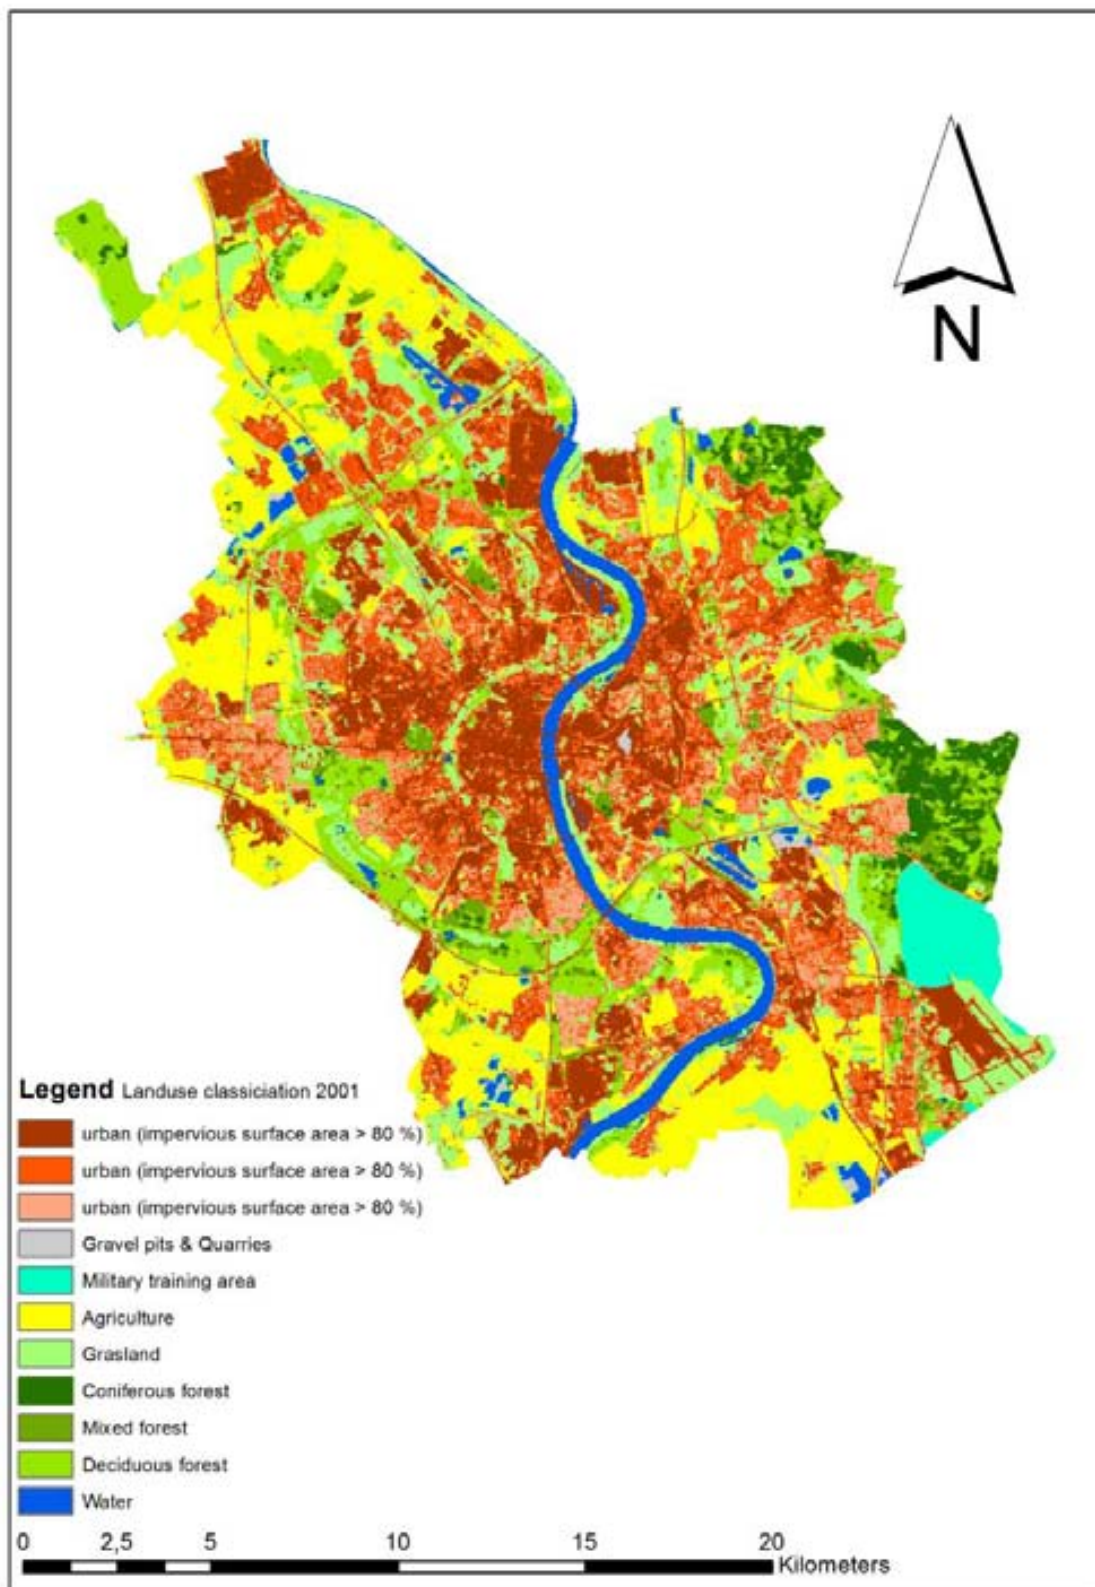 N
Legend Landuse classiciation 2001
urban (impervious surface area > 80 %)
urban (impervious surface area > 80 %)
urban (impervious surface area > 80 %)
Gravel pits & Quarries
Military training area
Agriculture
Grasland
Coniferous forest
Mixed forest
Deciduous forest
Water
0 2,5 5 10 15 20
Kilometers